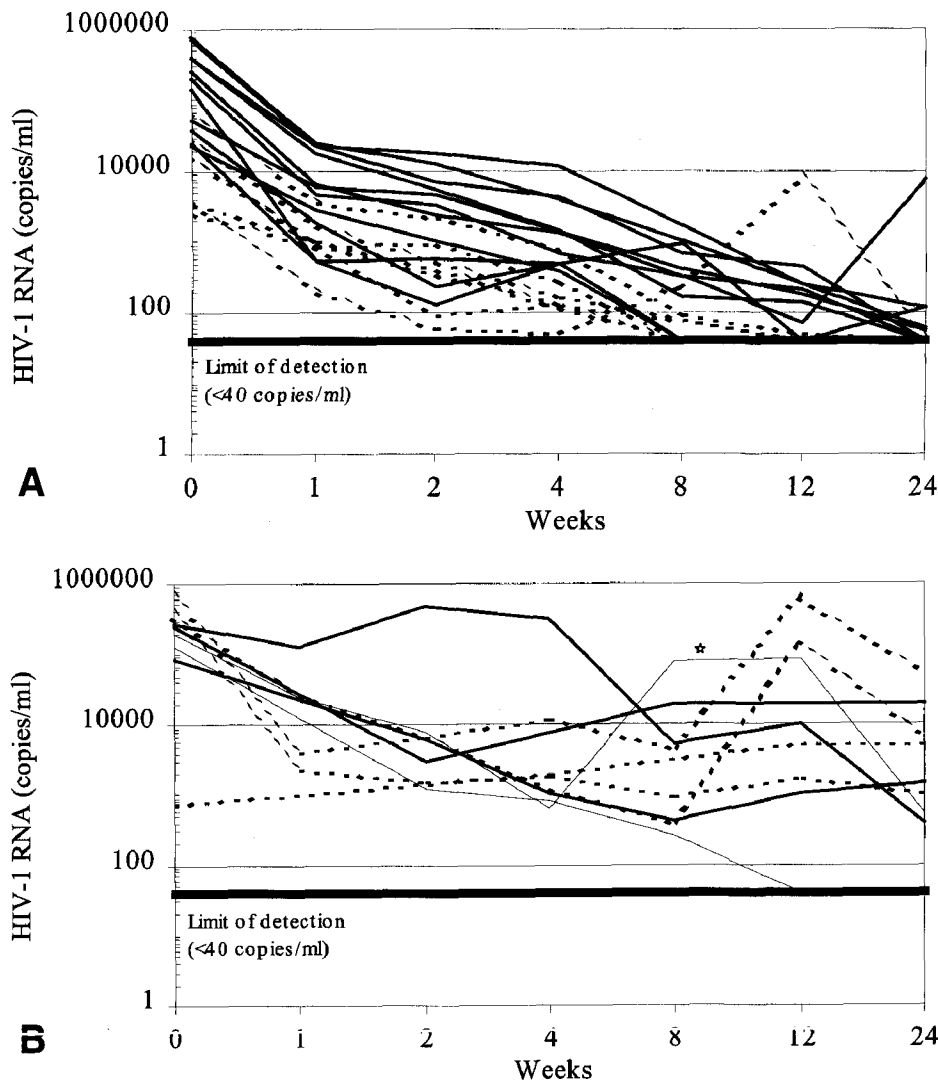 1000000
10000
100
1
HIV-1 RNA (copies/ml)
Limit of detection
(<40 copies/ml)
A
0 1 2 4 8 12 24
Weeks
1000000
10000
100
1
HIV-1 RNA (copies/ml)
Limit of detection
(<40 copies/ml)
B
0 1 2 4 8 12 24
Weeks